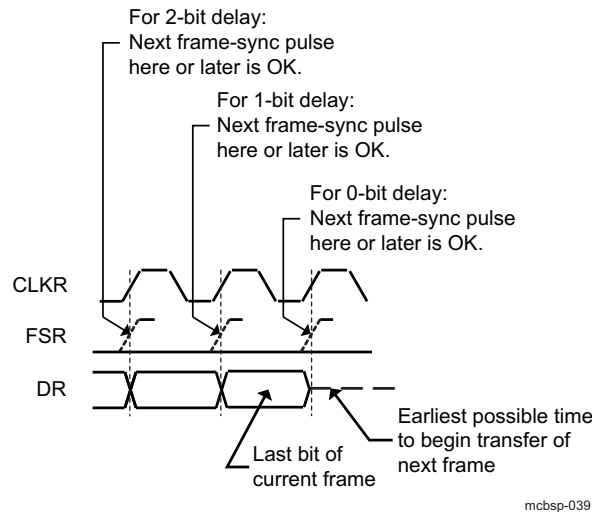 For 2-bit delay:
Next frame-sync pulse
here or later is OK.
For 1-bit delay:
Next frame-sync pulse
here or later is OK.
For 0-bit delay:
Next frame-sync pulse
here or later is OK.
CLKR
FSR
DR
Last bit of
current frame
Earliest possible time
to begin transfer of
next frame
mcbsp-039